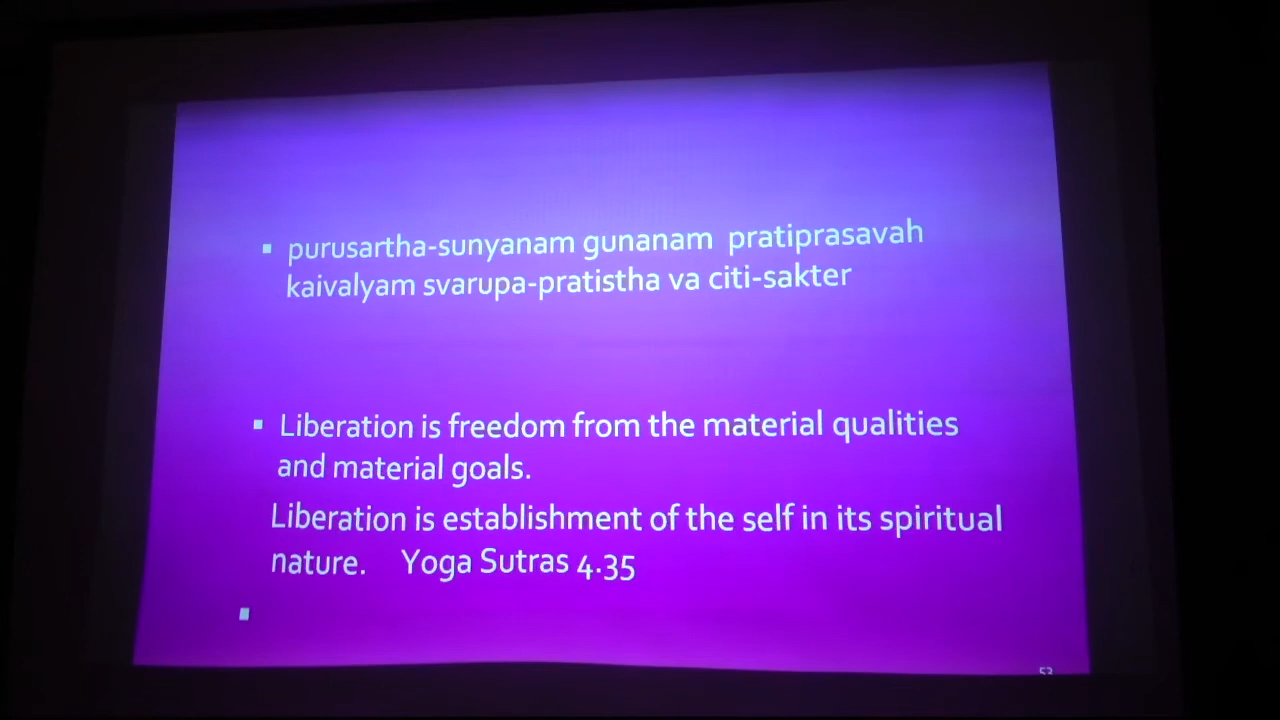 purusartha-sunyanam gunanam pratiprasavah
kaivalyam svarupa-pratistha va citi-sakter
Liberation is freedom from the material qualities
and material goals.
Liberation is establishment of the self in its spiritual
nature. Yoga Sutras 4.35
53